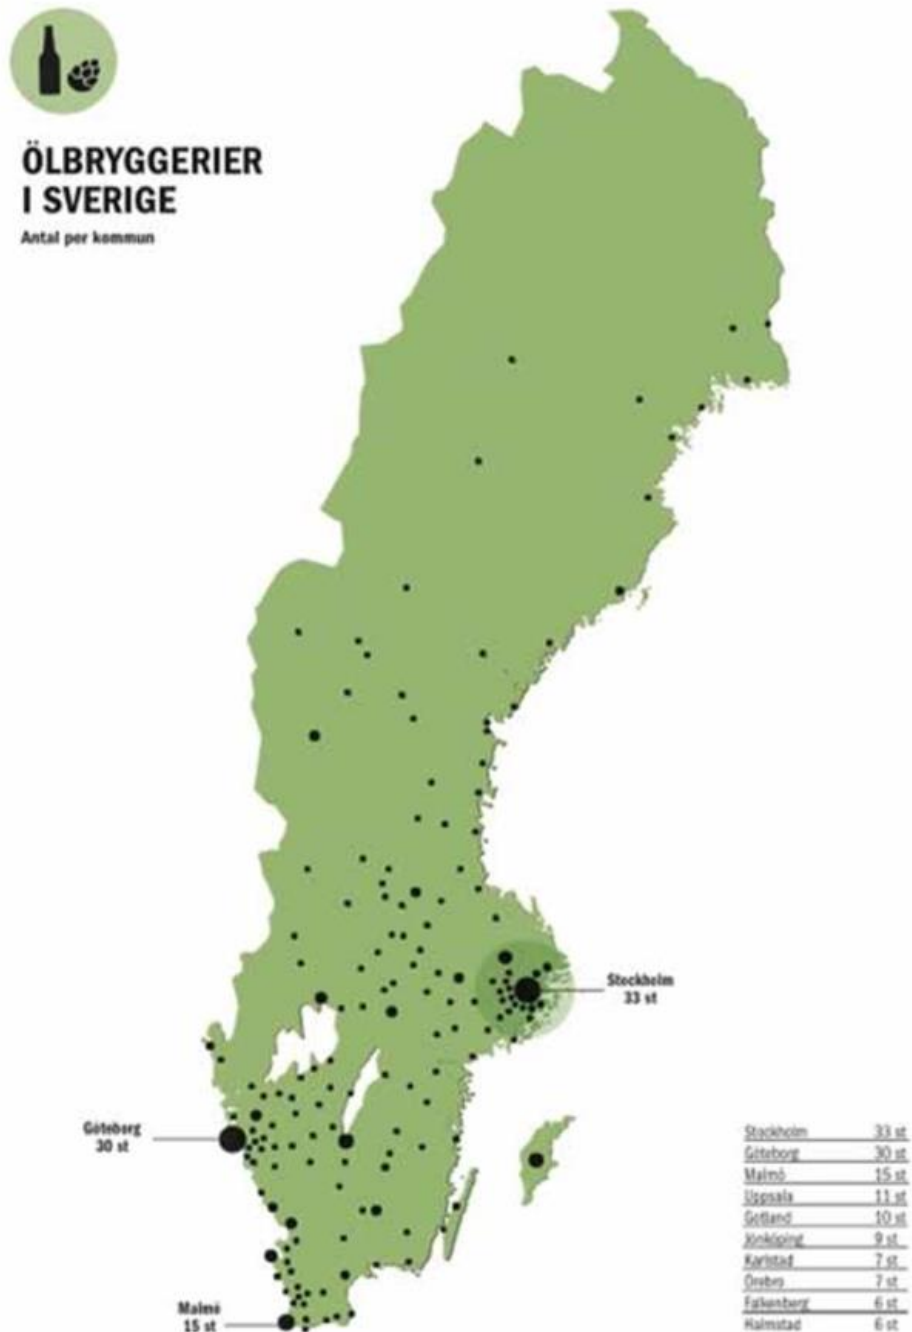 ÖLBRYGGERIER
I SVERIGE
Antal per kommun
Stockholm
33 st
Göteborg
30 st
Malmö
15 st
Stockholm 33 st
Göteborg 30 st
Malmö 15 st
Uppsala 11 st
Gotland 10 st
Jönköping 9 st
Karlstad 7 st
Örebro 7 st
Falkenberg 6 st
Halmstad 6 st